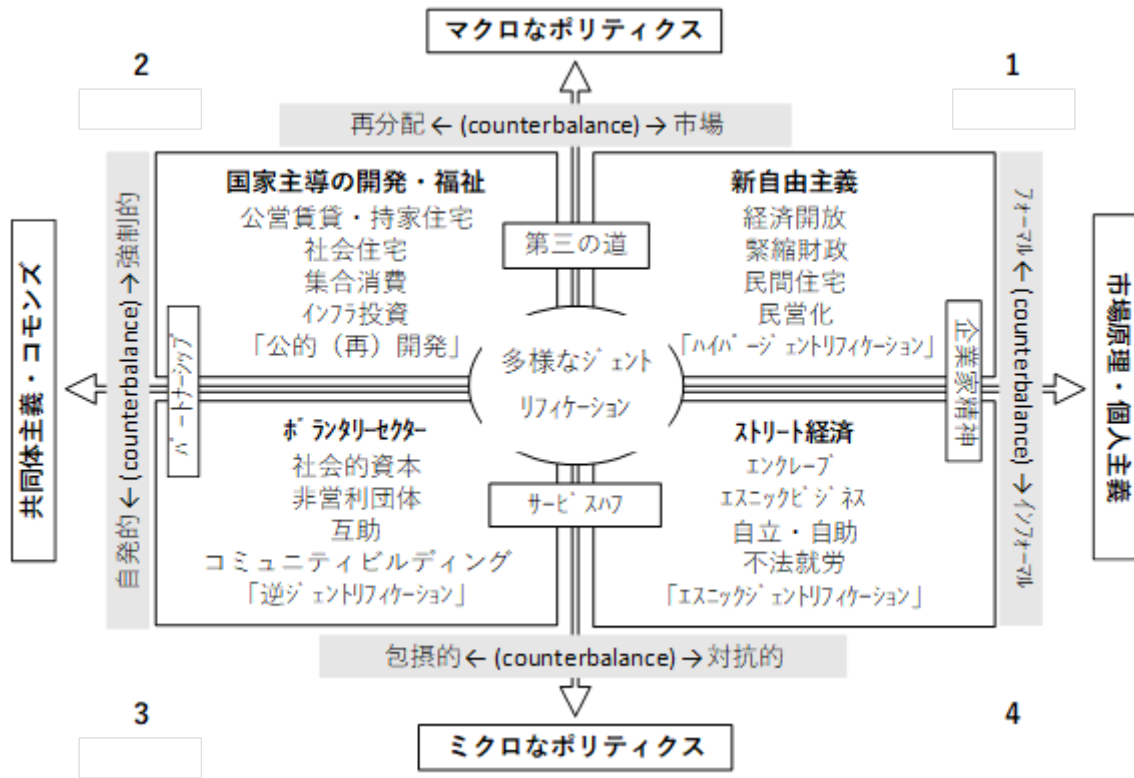 マクロなポリティクス
2
1
再分配 ← (counterbalance) → 市場
国家主導の開発・福祉
公営賃貸・持家住宅
社会住宅
集合消費
ｲﾝﾌﾗ投資
「公的（再）開発」
新自由主義
経済開放
緊縮財政
民間住宅
民営化
「ﾊｲﾊﾟｰｼﾞｪﾝﾄﾘﾌｨｹｰｼｮﾝ」
第三の道
共同体主義・コモンズ
自発的 ← (counterbalance) → 強制的
ﾊﾟｰﾄﾅｰｼｯﾌﾟ
多様なｼﾞｪﾝﾄ
ﾘﾌｨｹｰｼｮﾝ
企業家精神
ﾌｫｰﾏﾙ ← (counterbalance) → ｲﾝﾌｫｰﾏﾙ
市場原理・個人主義
ﾎﾞﾗﾝﾀﾘｰｾｸﾀｰ
社会的資本
非営利団体
互助
コミュニティビルディング
「逆ｼﾞｪﾝﾄﾘﾌｨｹｰｼｮﾝ」
ｽﾄﾘｰﾄ経済
ｴﾝｸﾚｰﾌﾞ
ｴｽﾆｯｸﾋﾞｼﾞﾈｽ
自立・自助
不法就労
「ｴｽﾆｯｸｼﾞｪﾝﾄﾘﾌｨｹｰｼｮﾝ」
ｻｰﾋﾞｽﾊﾌﾞ
包摂的 ← (counterbalance) → 対抗的
3
4
ミクロなポリティクス